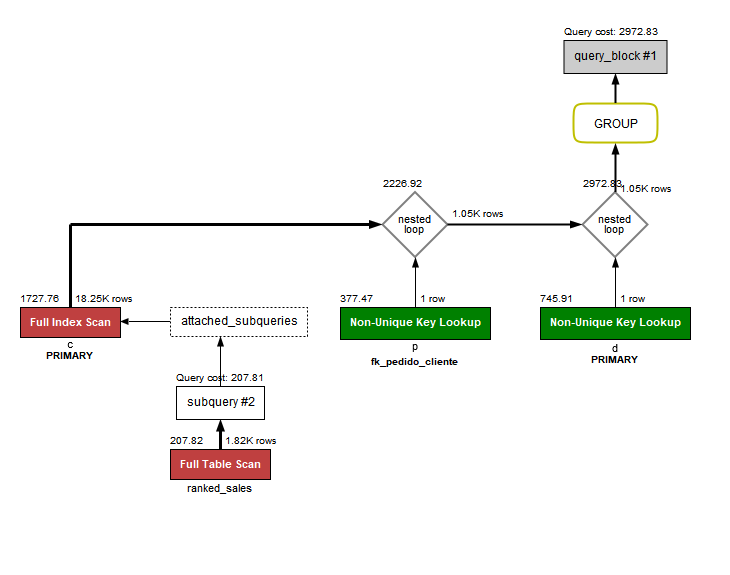 Query cost: 2972.83
query_block #1
GROUP
2226.92
nested
loop
1.05K rows
2972.83
nested
loop
1.05K rows
1727.76
18.25K rows
Full Index Scan
c
PRIMARY
attached_subqueries
377.47
1 row
Non-Unique Key Lookup
p
fk_pedido_cliente
745.91
1 row
Non-Unique Key Lookup
d
PRIMARY
Query cost: 207.81
subquery #2
207.82
1.82K rows
Full Table Scan
ranked_sales